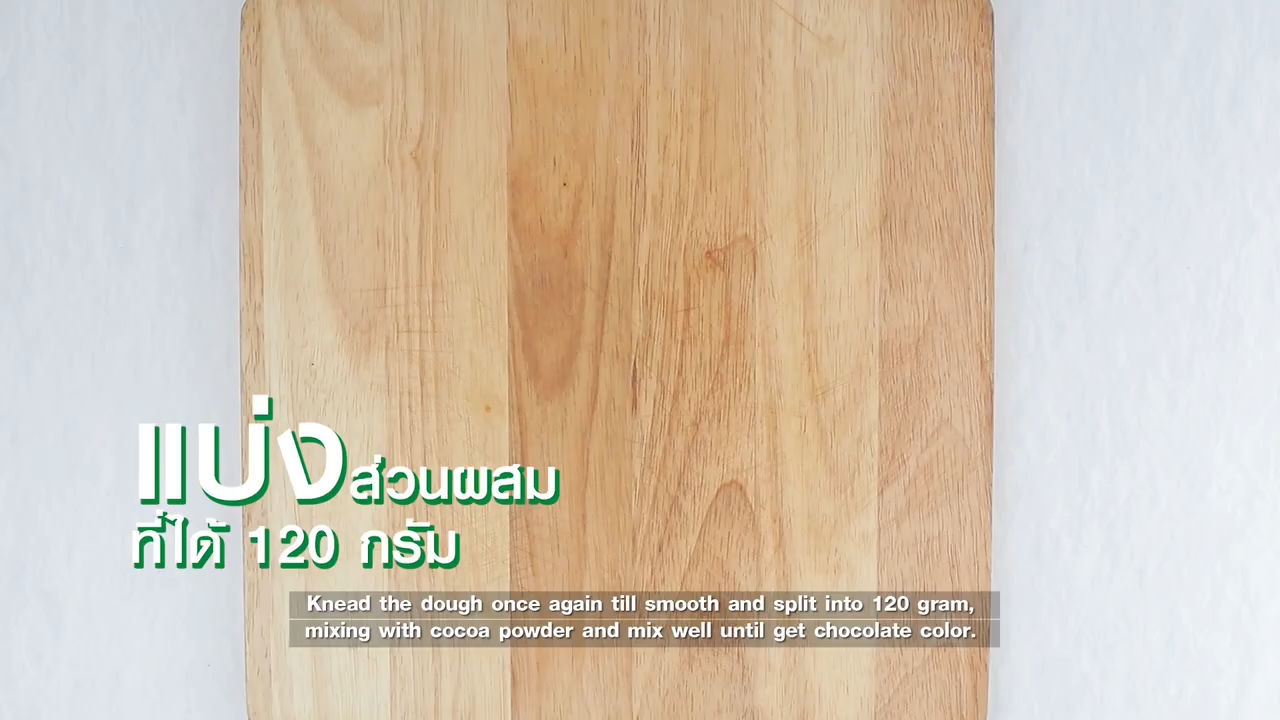 แบ่งส่วนผสม
ที่ได้ 120 กรัม
Knead the dough once again till smooth and split into 120 gram,
mixing with cocoa powder and mix well until get chocolate color.